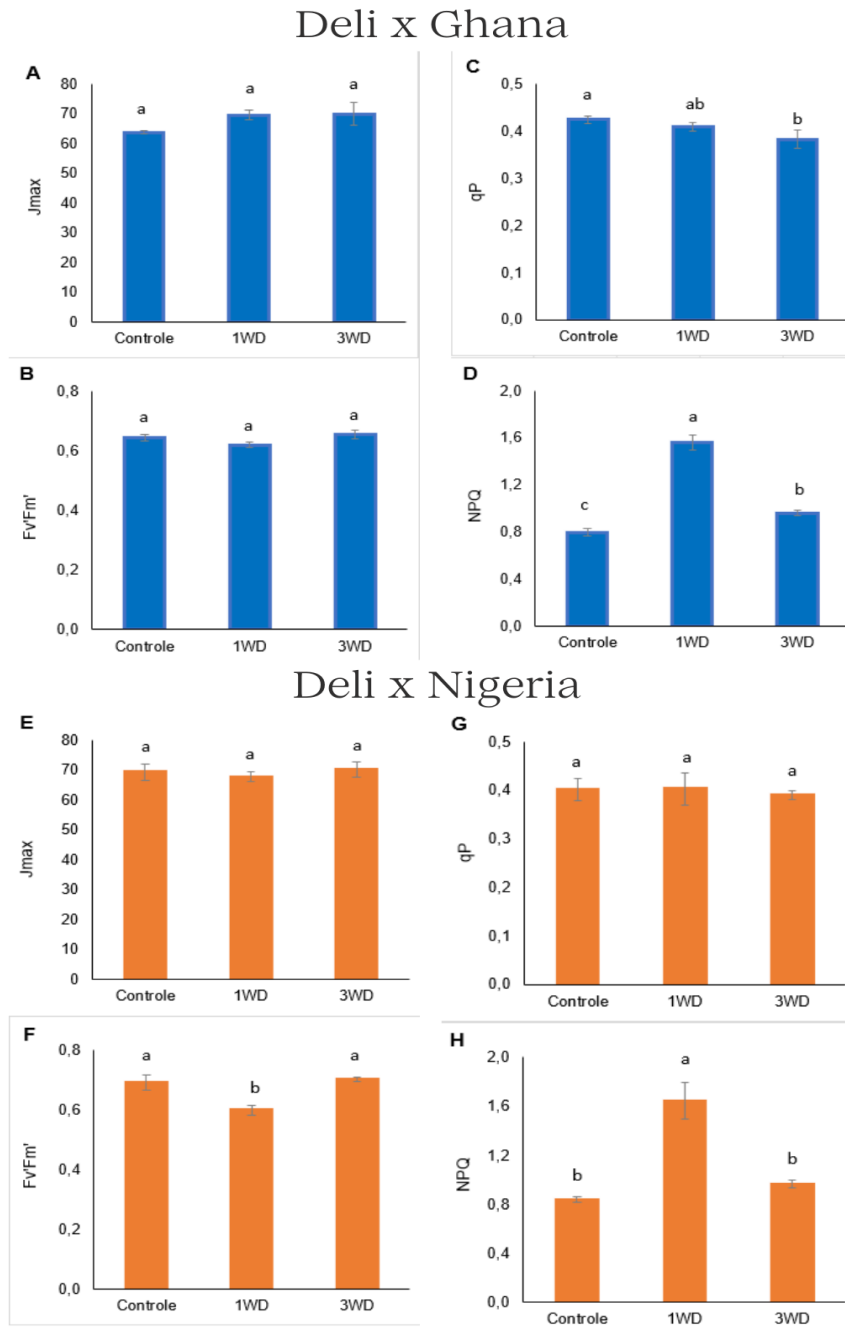 Deli x Ghana
A
80
70
60
50
40
30
20
10
0
Jmax
a
a
a
Controle 1WD 3WD
C
0,5
0,4
0,3
0,2
0,1
0,0
qP
a
ab
b
Controle 1WD 3WD
B
0,8
0,6
0,4
0,2
0,0
Fv'Fm'
a
a
a
Controle 1WD 3WD
D
2,0
1,6
1,2
0,8
0,4
0,0
NPQ
c
a
b
Controle 1WD 3WD
Deli x Nigeria
E
80
70
60
50
40
30
20
10
0
Jmax
a
a
a
Controle 1WD 3WD
G
0,5
0,4
0,3
0,2
0,1
0,0
qP
a
a
a
Controle 1WD 3WD
F
0,8
0,6
0,4
0,2
0,0
Fv'Fm'
a
b
a
Controle 1WD 3WD
H
2,0
1,6
1,2
0,8
0,4
0,0
NPQ
b
a
b
Controle 1WD 3WD